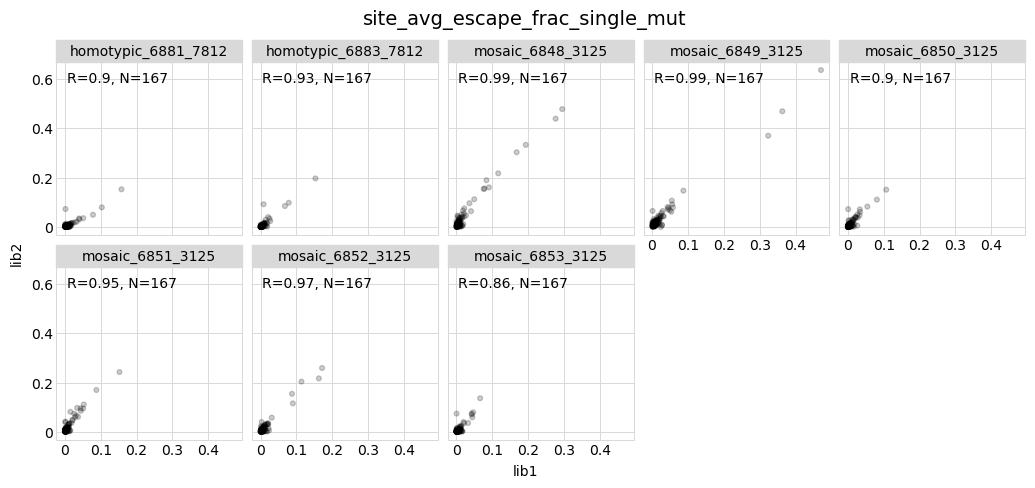 site_avg_escape_frac_single_mut
homotypic_6881_7812
homotypic_6883_7812
mosaic_6848_3125
mosaic_6849_3125
mosaic_6850_3125
R=0.9, N=167
R=0.93, N=167
R=0.99, N=167
R=0.99, N=167
R=0.9, N=167
0.6
0.4
0.2
0
mosaic_6851_3125
mosaic_6852_3125
mosaic_6853_3125
R=0.95, N=167
R=0.97, N=167
R=0.86, N=167
0.6
0.4
0.2
0
lib2
0 0.1 0.2 0.3 0.4
0 0.1 0.2 0.3 0.4
0 0.1 0.2 0.3 0.4
0 0.1 0.2 0.3 0.4
0 0.1 0.2 0.3 0.4
lib1